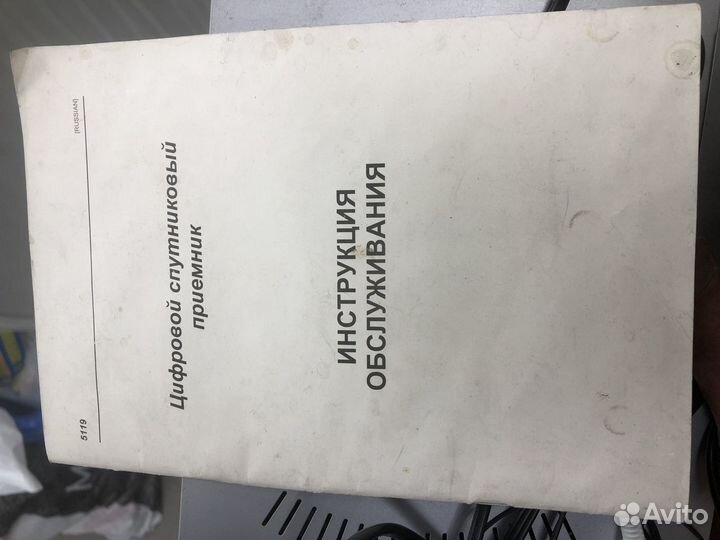 5119
[RUSSIAN]
Цифровой спутниковый
приемник
ИНСТРУКЦИЯ
ОБСЛУЖИВАНИЯ
Avito